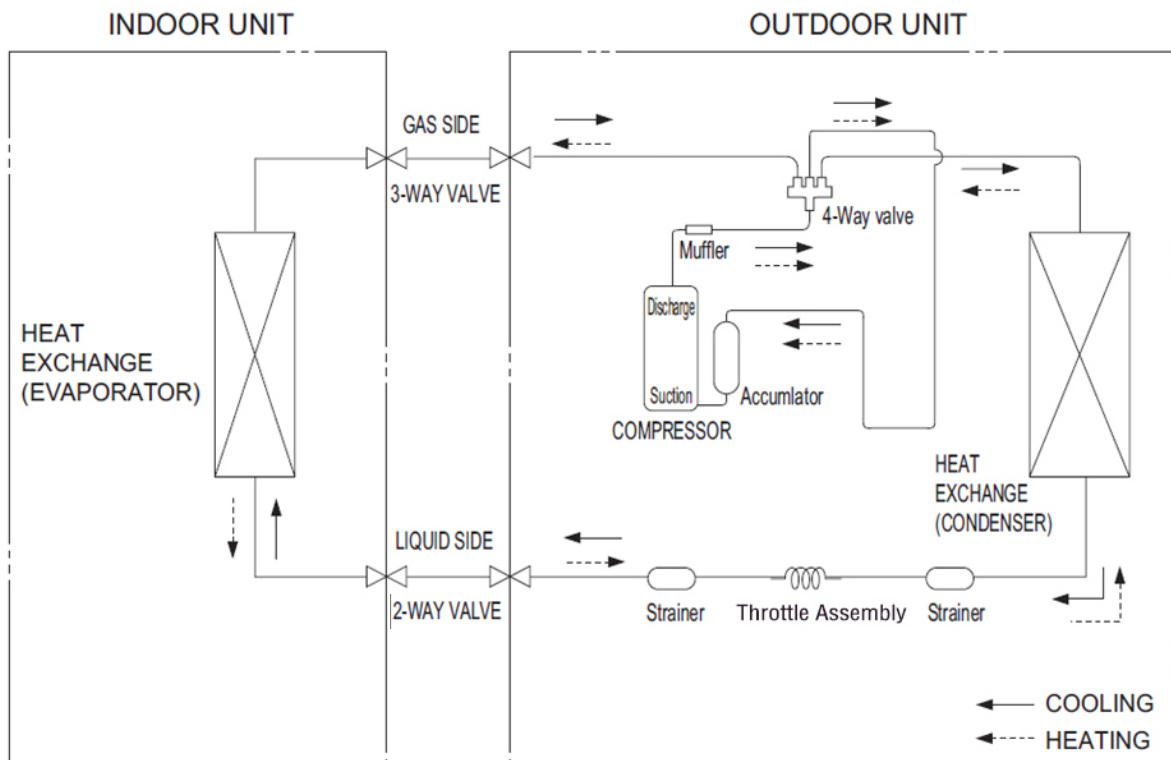 INDOOR UNIT
OUTDOOR UNIT
GAS SIDE
3-WAY VALVE
4-Way valve
Muffler
Discharge
Suction
Accumlator
COMPRESSOR
HEAT
EXCHANGE
(EVAPORATOR)
HEAT
EXCHANGE
(CONDENSER)
LIQUID SIDE
2-WAY VALVE
Strainer
Throttle Assembly
Strainer
COOLING
HEATING